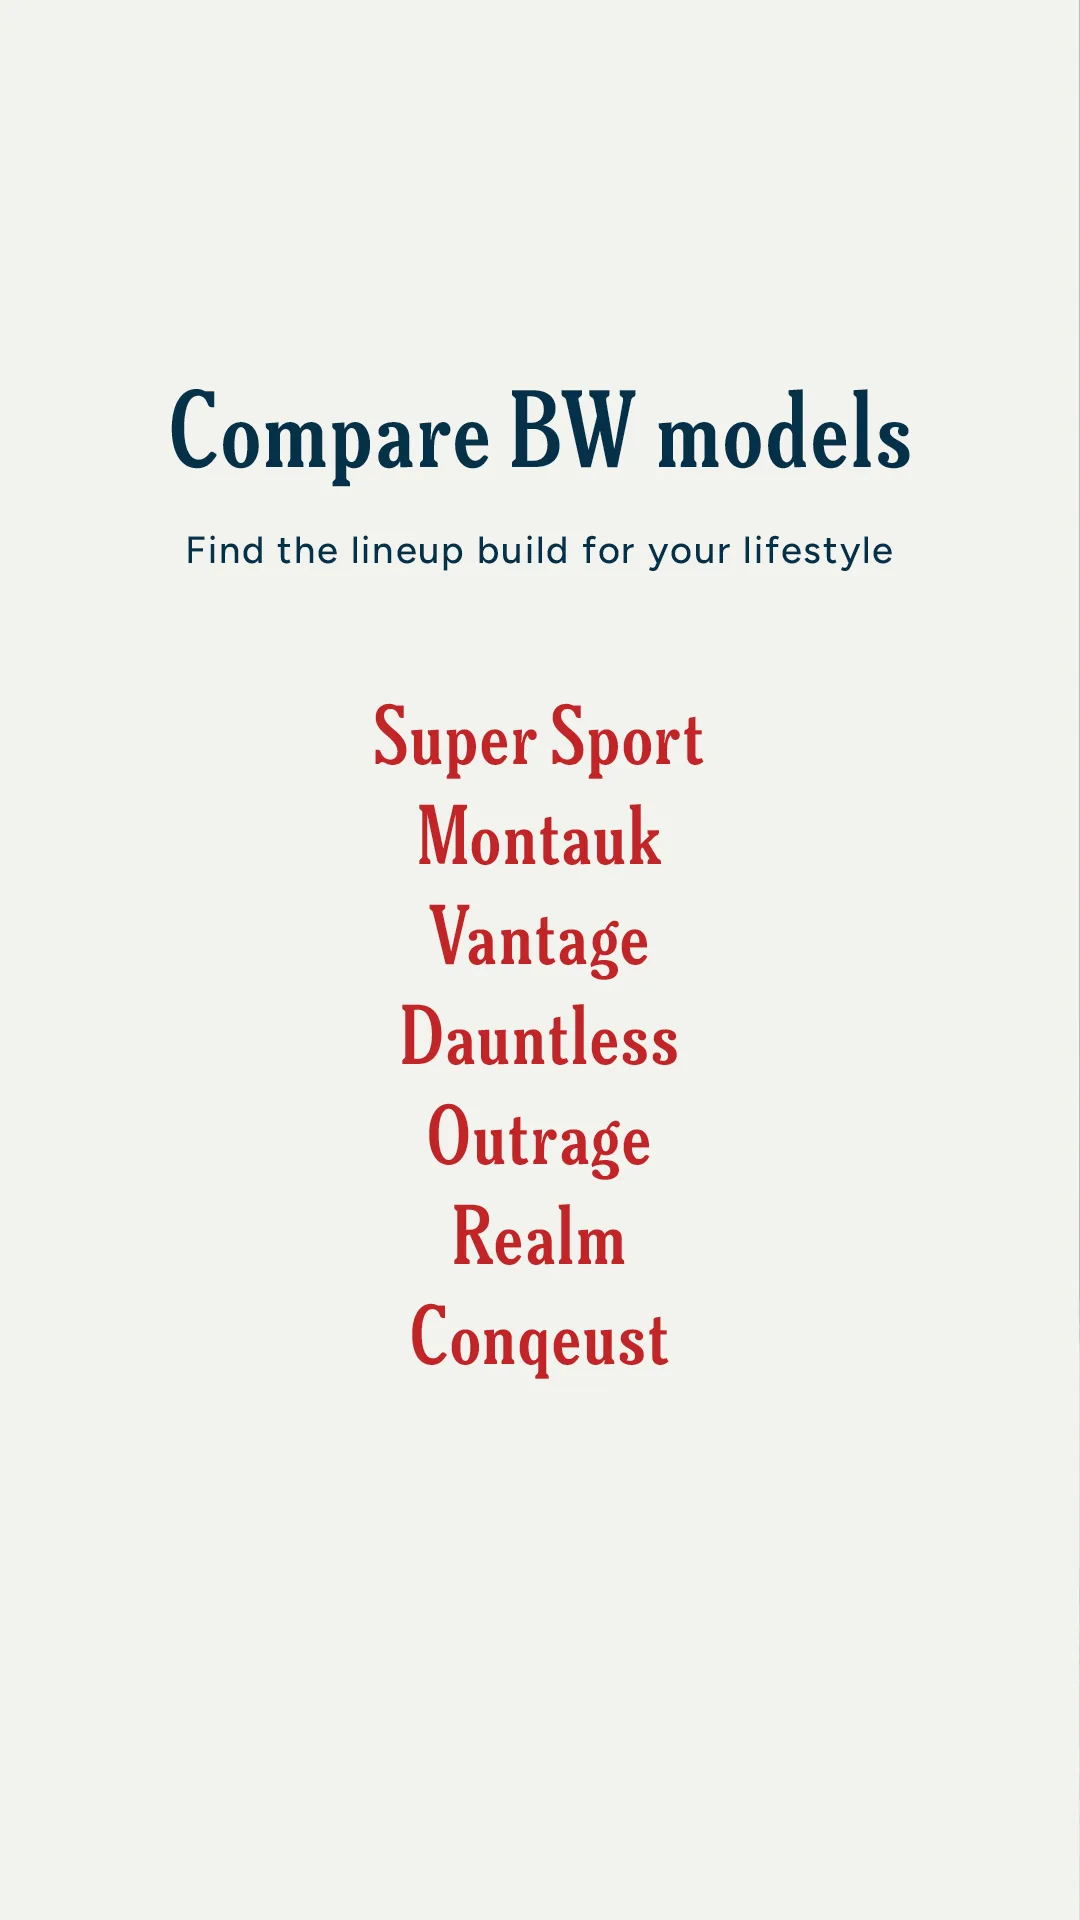 Compare BW models
Find the lineup build for your lifestyle
Super Sport
Montauk
Vantage
Dauntless
Outrage
Realm
Conqeust